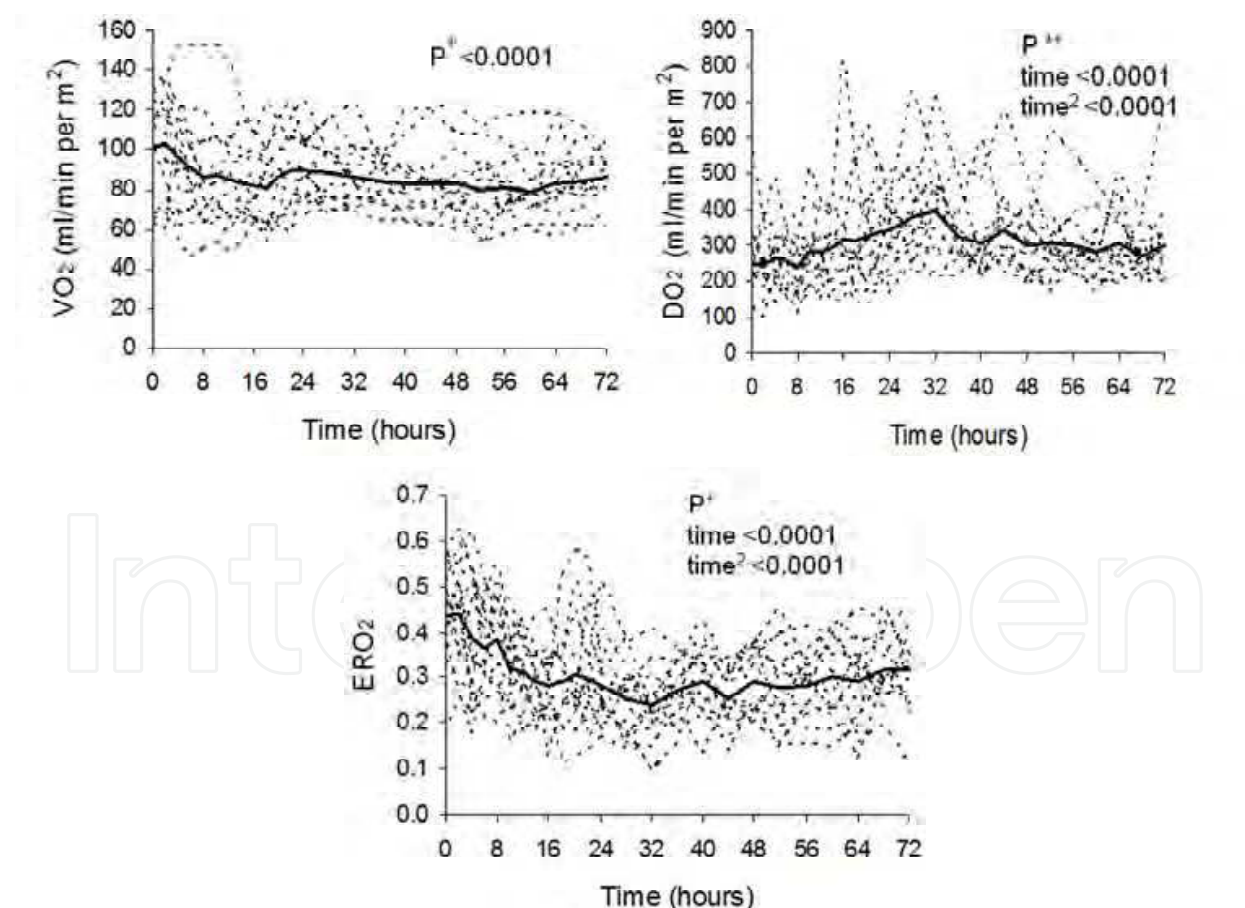 160
140
120
100
80
60
40
20
0
VO2 (ml/min per m²)
P⁺ <0.0001
0 8 16 24 32 40 48 56 64 72
Time (hours)
900
800
700
600
500
400
300
200
100
0
DO2 (ml/min per m²)
P ⁺⁺
time <0.0001
time² <0.0001
0 8 16 24 32 40 48 56 64 72
Time (hours)
0.7
0.6
0.5
0.4
0.3
0.2
0.1
0.0
ERO2
P⁺
time <0.0001
time² <0.0001
0 8 16 24 32 40 48 56 64 72
Time (hours)